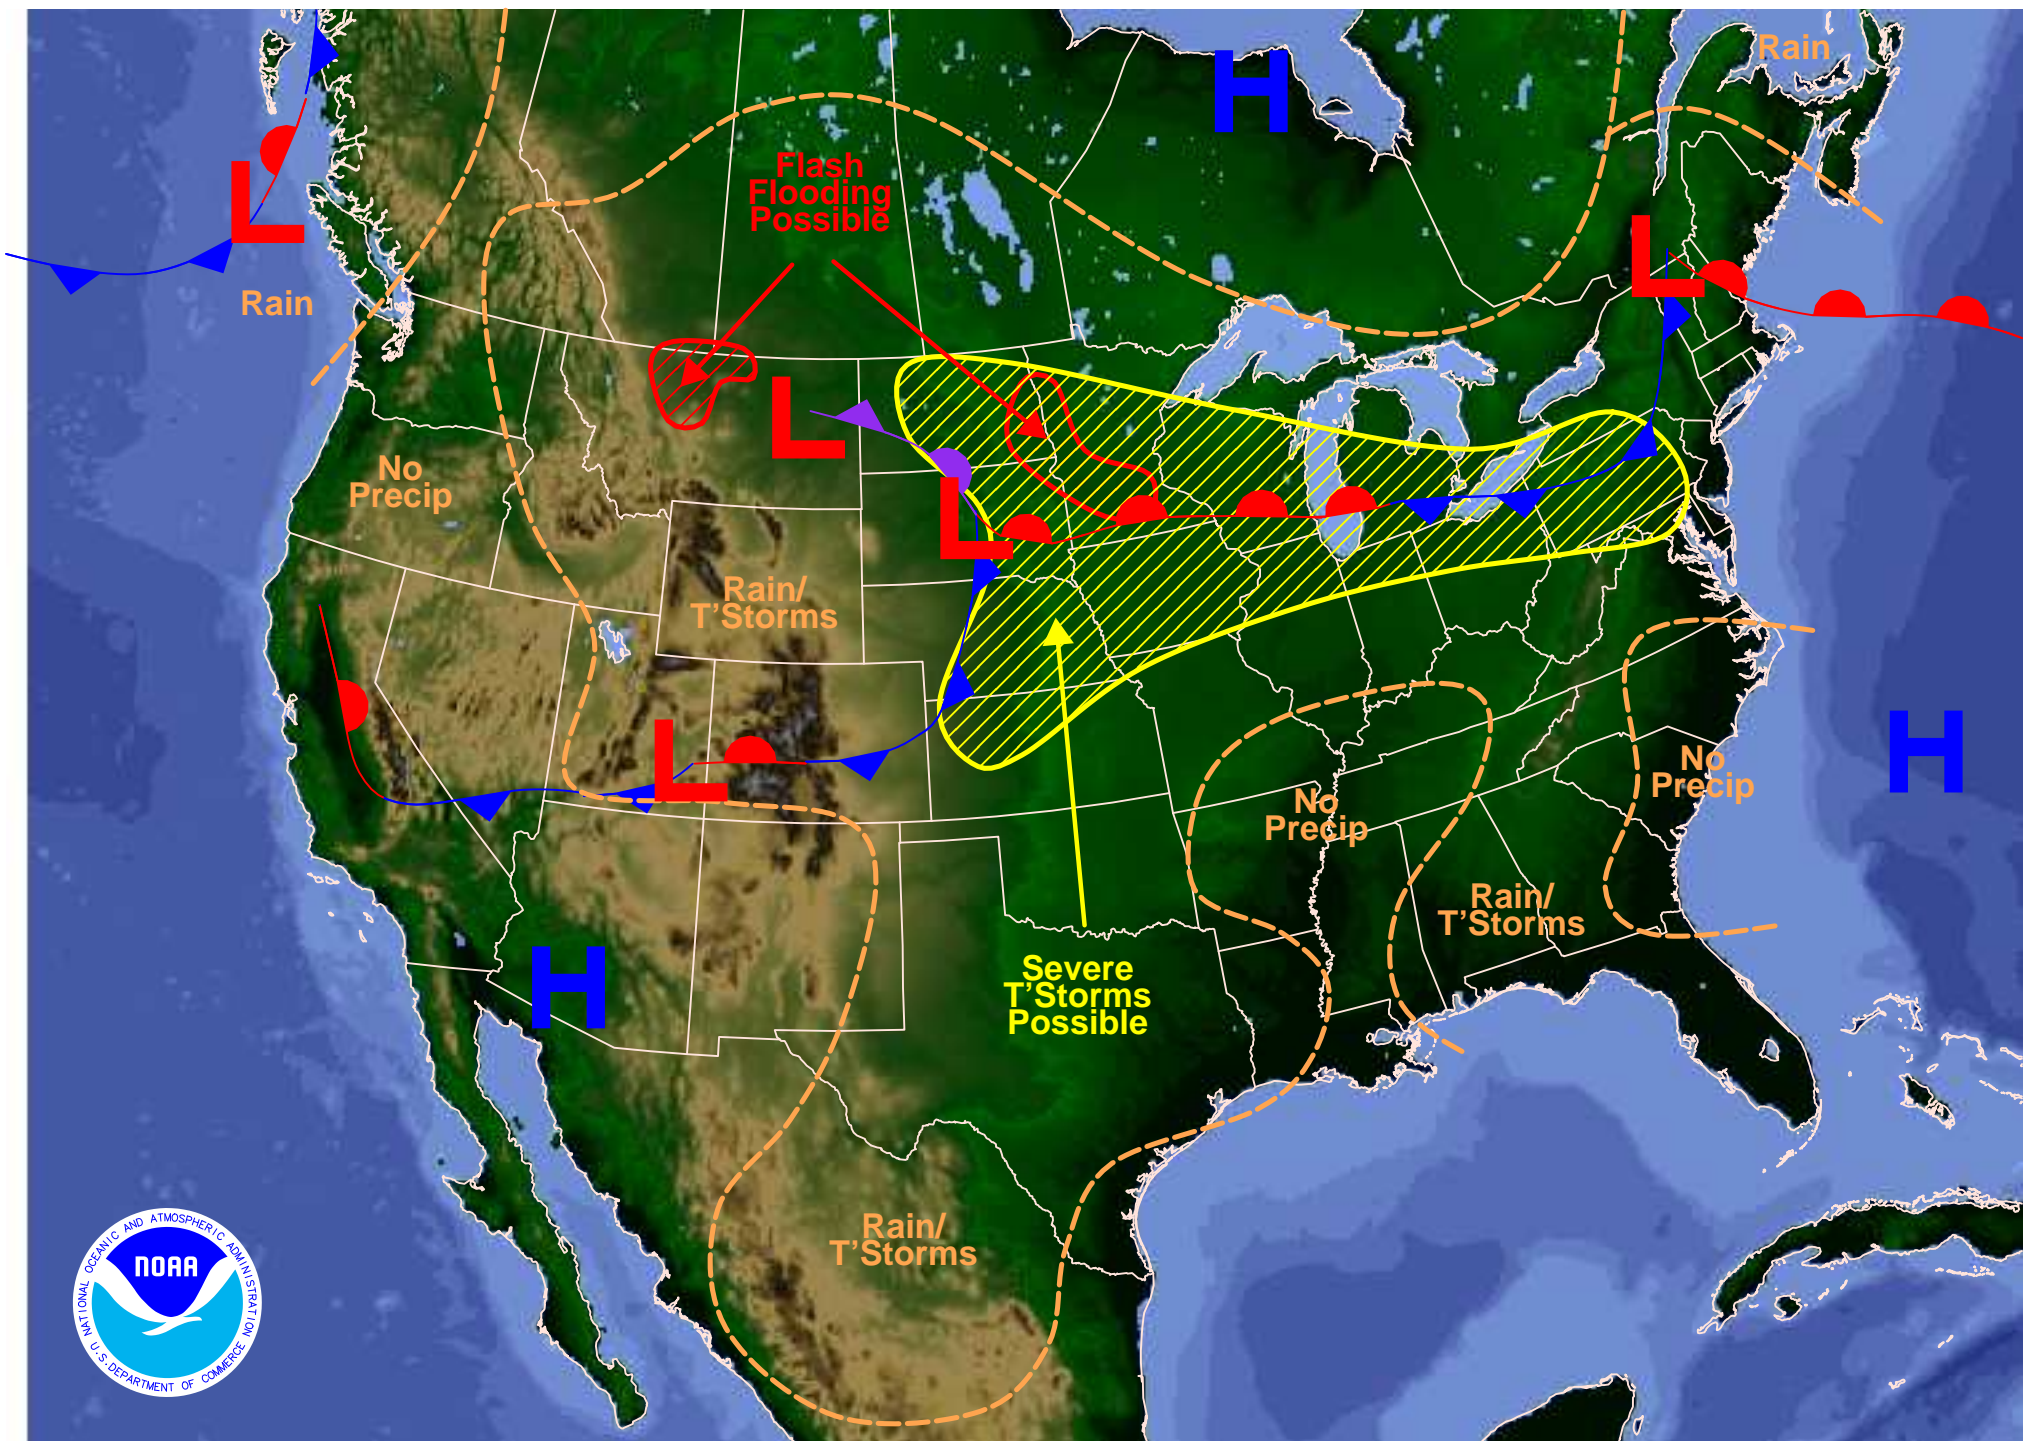 Rain
H
Flash
Flooding
Possible
L
L
Rain
L
No
Precip
L
Rain/
T'Storms
H
L
No
Precip
No
Precip
Rain/
T'Storms
H
Severe
T'Storms
Possible
Rain/
T'Storms
NATIONAL OCEANIC AND ATMOSPHERIC ADMINISTRATION
NOAA
U.S. DEPARTMENT OF COMMERCE